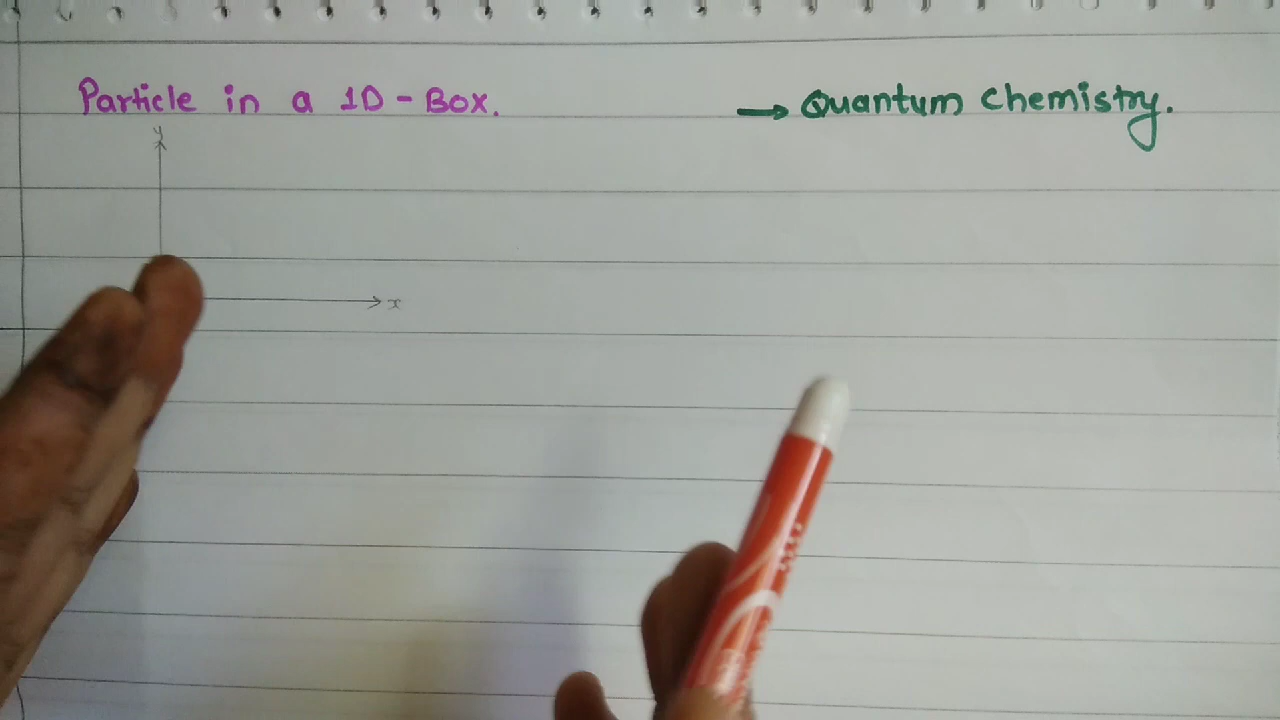 Particle in a 1D-Box.
→ Quantum chemistry.
y
x